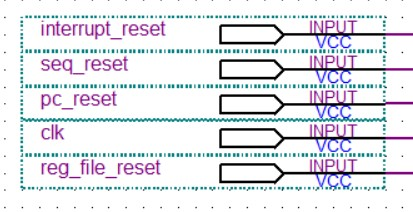 interrupt_reset INPUT
VCC
seq_reset INPUT
VCC
pc_reset INPUT
VCC
clk INPUT
VCC
reg_file_reset INPUT
VCC